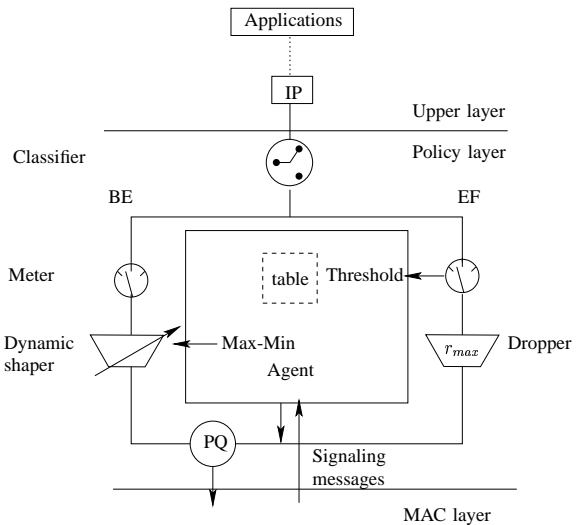 Applications
IP
Upper layer
Classifier
Policy layer
BE
EF
Meter
table
Threshold
Dynamic
shaper
Max-Min
Agent
r_max
Dropper
PQ
Signaling
messages
MAC layer